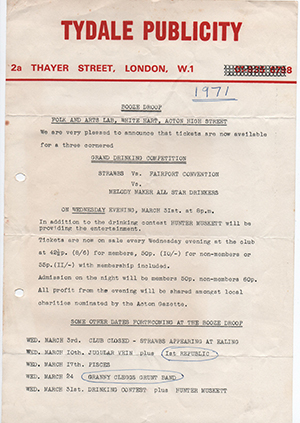 TYDALE PUBLICITY
2a THAYER STREET, LONDON, W.1
1971
BOOZE DROOP
FOLK AND ARTS LAB, WHITE HART, ACTON HIGH STREET
We are very pleased to announce that tickets are now available
for a three cornered
GRAND DRINKING COMPETITION
STRAWBS Vs. FAIRPORT CONVENTION
Vs.
MELODY MAKER ALL STAR DRINKERS
ON WEDNESDAY EVENING, MARCH 31st. at 8p.m.
In addition to the drinking contest HUNTER MUSKETT will be
providing the entertainment.
Tickets are now on sale every Wednesday evening at the club
at 42½p. (8/6) for members, 50p. (10/-) for non-members or
55p.(11/-) with membership included.
Admission on the night will be members 50p. non-members 60p.
All profit from the evening will be shared amongst local
charities nominated by the Acton Gazette.
SOME OTHER DATES FORTHCOMING AT THE BOOZE DROOP
WED. MARCH 3rd. CLUB CLOSED - STRAWBS APPEARING AT EALING
WED. MARCH 10th. JUGULAR VEIN plus 1st REPUBLIC
WED. MARCH 17th. PIECES
WED. MARCH 24 GRANNY CLEGGS GRUNT BAND
WED. MARCH 31st. DRINKING CONTEST plus HUNTER MUSKETT